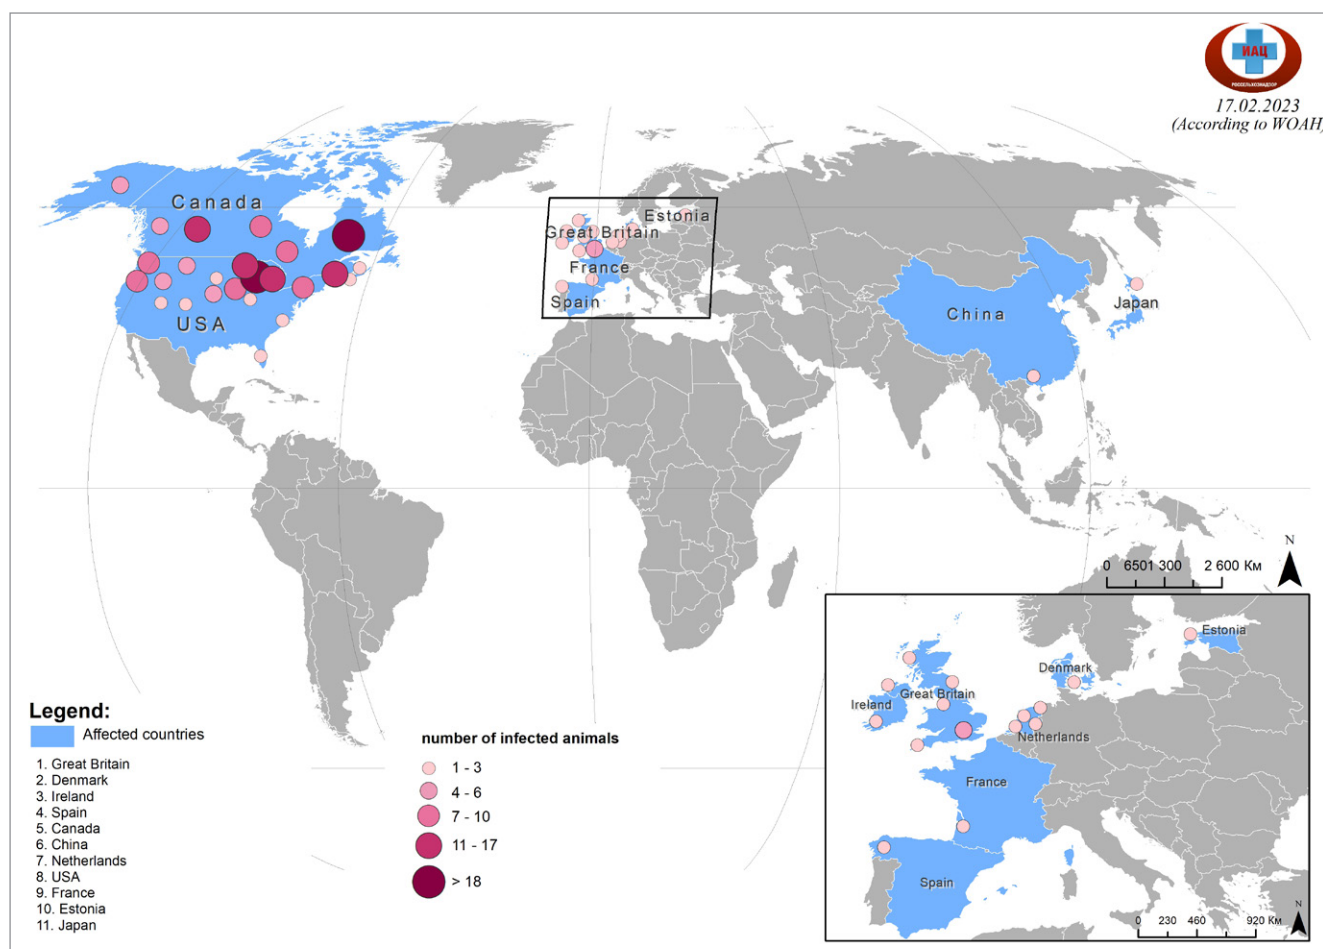 ИАЦ
РОССЕЛЬХОЗНАДЗОР
17.02.2023
(According to WOAH)
Canada
USA
Estonia
Great Britain
France
Spain
China
Japan
N
0 6501 300 2 600 Км
Estonia
Denmark
Great Britain
Ireland
Netherlands
France
Spain
N
0 230 460 920 Км
Legend:
Affected countries
1. Great Britain
2. Denmark
3. Ireland
4. Spain
5. Canada
6. China
7. Netherlands
8. USA
9. France
10. Estonia
11. Japan
number of infected animals
1 - 3
4 - 6
7 - 10
11 - 17
> 18